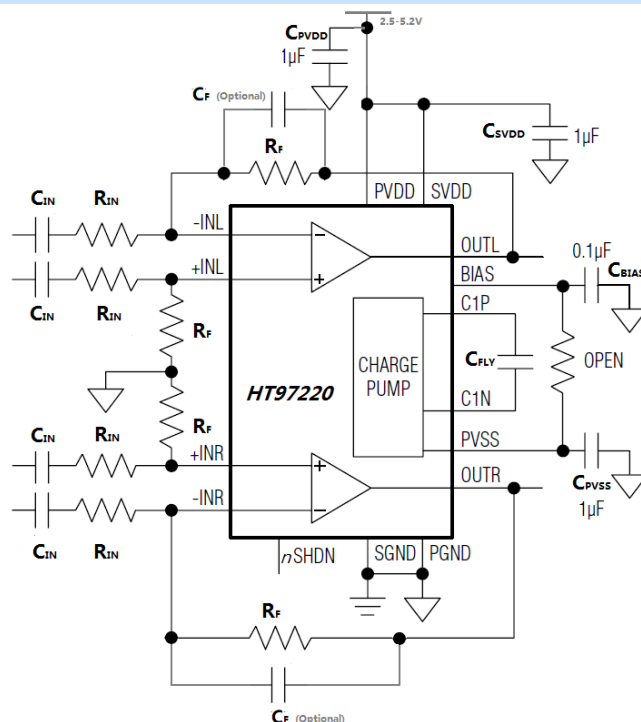 2.5-5.2V
CPVDD
1µF
CF (Optional)
RF
CSVDD
1µF
PVDD SVDD
CIN RIN
-INL
OUTL
0.1µF
BIAS
CBIAS
+INL
CIN RIN
C1P
RF
CHARGE
PUMP
CFLY
OPEN
HT97220
C1N
RF
CIN RIN
+INR
PVSS
OUTR
CPVSS
1µF
-INR
CIN RIN
nSHDN
SGND PGND
RF
CF (Optional)